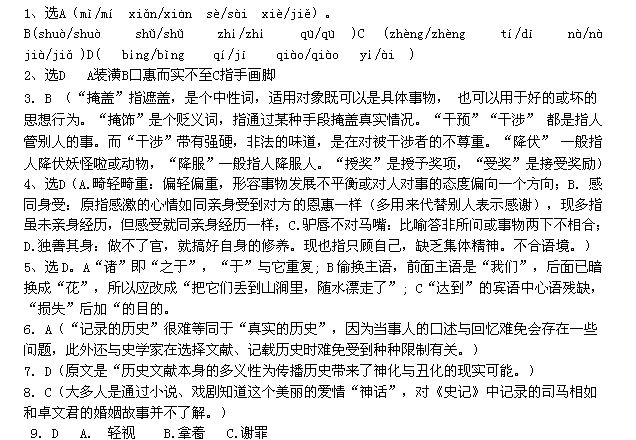 1、选A（mì/mí xiǎn/xiàn sè/sài xiè/jiě）。
B(shuò/shuò shǔ/shǔ zhì/zhì qū/qū )C (zhèng/zhèng tí/dí nà/nà
jià/jiǎ )D( bìng/bǐng qí/jí qiào/qiào yì/ài )
2、选D A装潢B口惠而实不至C指手画脚
3. B （“掩盖”指遮盖，是个中性词，适用对象既可以是具体事物， 也可以用于好的或坏的
思想行为。“掩饰”是个贬义词，指通过某种手段掩盖真实情况。“干预”“干涉” 都是指人
管别人的事。而“干涉”带有强硬，非法的味道，是在对被干涉者的不尊重。“降伏” 一般指
人降伏妖怪啦或动物，“降服”一般指人降服人。“授奖”是授予奖项，“受奖”是接受奖励）
4、选D（A.畸轻畸重：偏轻偏重，形容事物发展不平衡或对人对事的态度偏向一个方向；B. 感
同身受：原指感激的心情如同亲身受到对方的恩惠一样（多用来代替别人表示感谢），现多指
虽未亲身经历，但感受就同亲身经历一样；C.驴唇不对马嘴：比喻答非所问或事物两下不相合；
D.独善其身：做不了官，就搞好自身的修养。现也指只顾自己，缺乏集体精神。不合语境。）
5、选D。A“诸”即“之于”，“于”与它重复；B偷换主语，前面主语是“我们”，后面已暗
换成“花”，所以应改成“把它们丢到山涧里，随水漂走了”；C“达到”的宾语中心语残缺，
“损失”后加“的目的。
6. A（“记录的历史”很难等同于“真实的历史”，因为当事人的口述与回忆难免会存在一些
问题，此外还与史学家在选择文献、记载历史时难免受到种种限制有关。）
7. D（原文是“历史文献本身的多义性为传播历史带来了神化与丑化的现实可能。）
8. C（大多人是通过小说、戏剧知道这个美丽的爱情“神话”，对《史记》中记录的司马相如
和卓文君的婚姻故事并不了解。）
9. D A. 轻视 B.拿着 C.谢罪